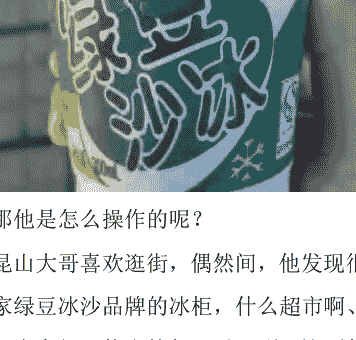 绿豆
沙冰
那他是怎么操作的呢？
昆山大哥喜欢逛街，偶然间，他发现很
家绿豆冰沙品牌的冰柜，什么超市啊、